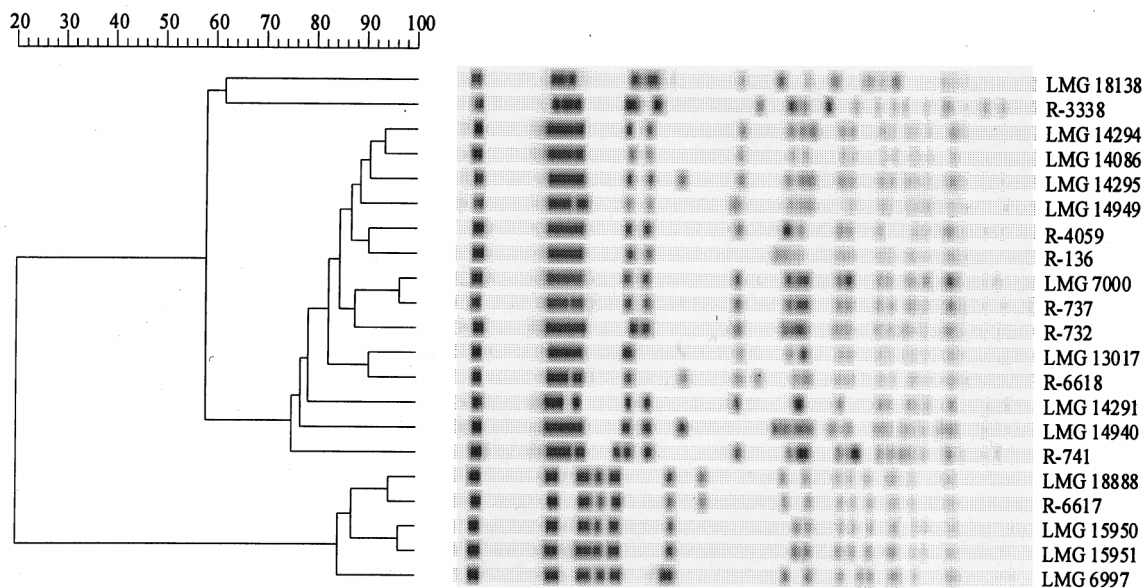 20 30 40 50 60 70 80 90 100
LMG 18138
R-3338
LMG 14294
LMG 14086
LMG 14295
LMG 14949
R-4059
R-136
LMG 7000
R-737
R-732
LMG 13017
R-6618
LMG 14291
LMG 14940
R-741
LMG 18888
R-6617
LMG 15950
LMG 15951
LMG 6997